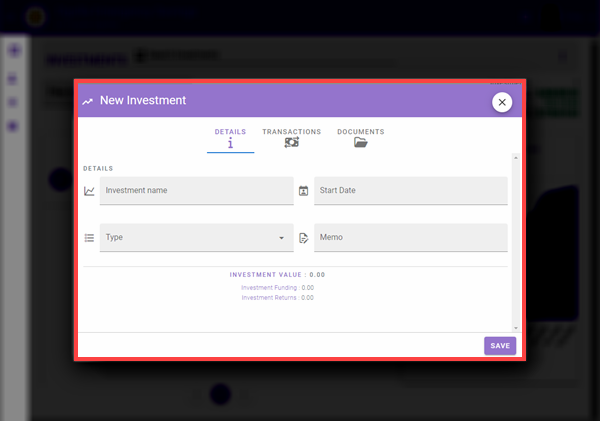 New Investment
DETAILS TRANSACTIONS DOCUMENTS
DETAILS
Investment name Start Date
Type Memo
INVESTMENT VALUE : 0.00
Investment Funding : 0.00
Investment Returns : 0.00
SAVE